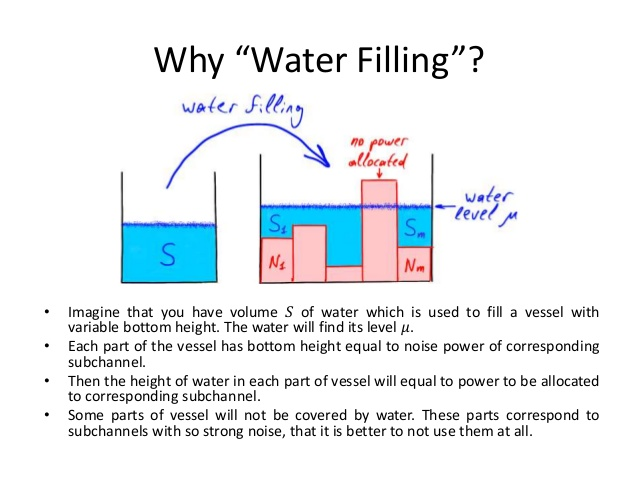 Why “Water Filling”?
water filling
no power
allocated
water
level μ
S
S1
Sm
N1
Nm
• Imagine that you have volume S of water which is used to fill a vessel with
variable bottom height. The water will find its level μ.
• Each part of the vessel has bottom height equal to noise power of corresponding
subchannel.
• Then the height of water in each part of vessel will equal to power to be allocated
to corresponding subchannel.
• Some parts of vessel will not be covered by water. These parts correspond to
subchannels with so strong noise, that it is better to not use them at all.